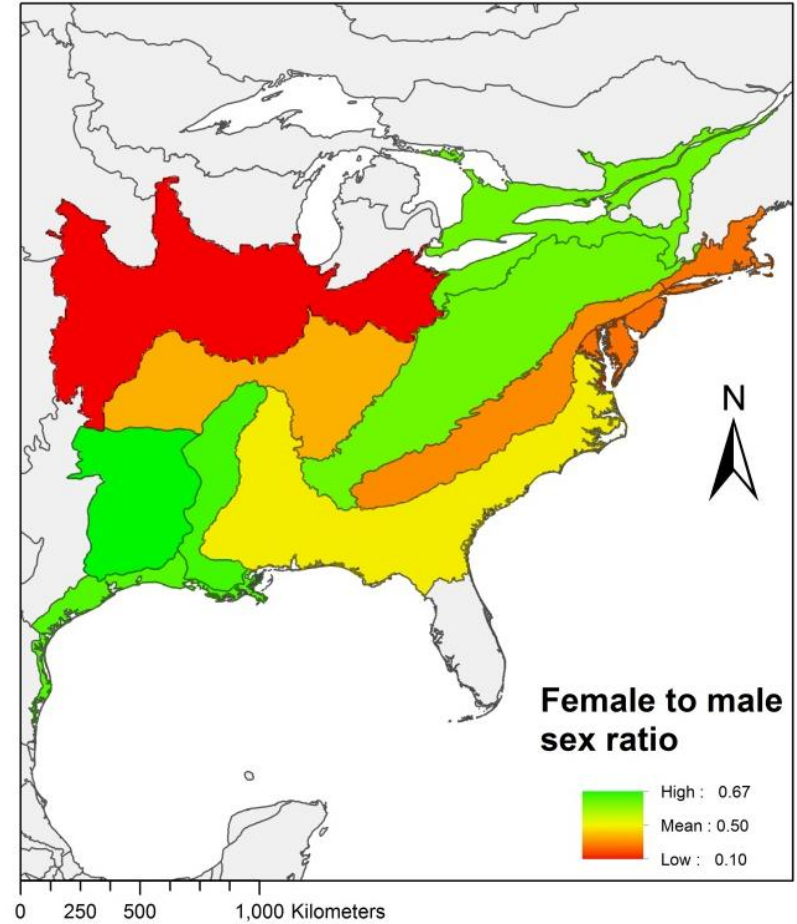 N
Female to male
sex ratio
High : 0.67
Mean : 0.50
Low : 0.10
0 250 500 1,000 Kilometers